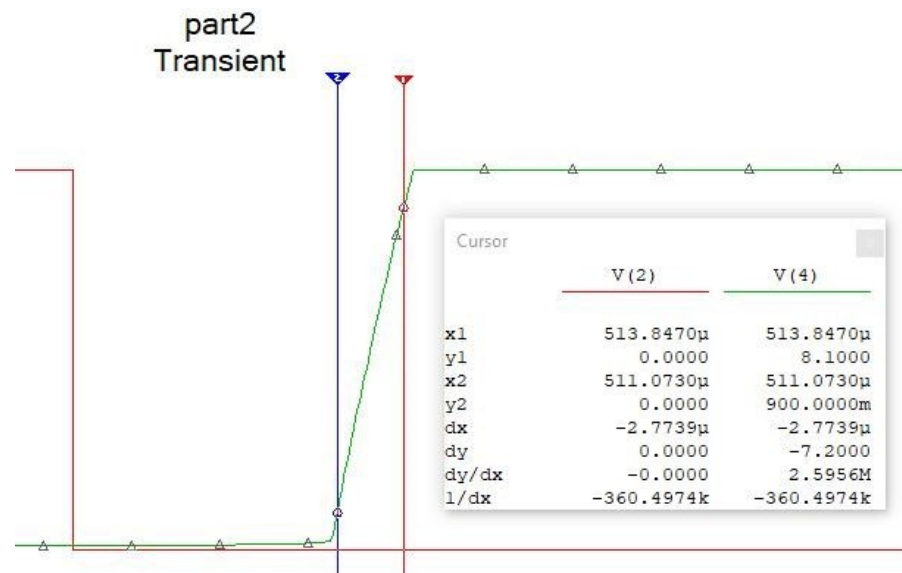 part2
Transient
2
1
Cursor
V(2) V(4)
x1 513.8470µ 513.8470µ
y1 0.0000 8.1000
x2 511.0730µ 511.0730µ
y2 0.0000 900.0000m
dx -2.7739µ -2.7739µ
dy 0.0000 -7.2000
dy/dx -0.0000 2.5956M
1/dx -360.4974k -360.4974k